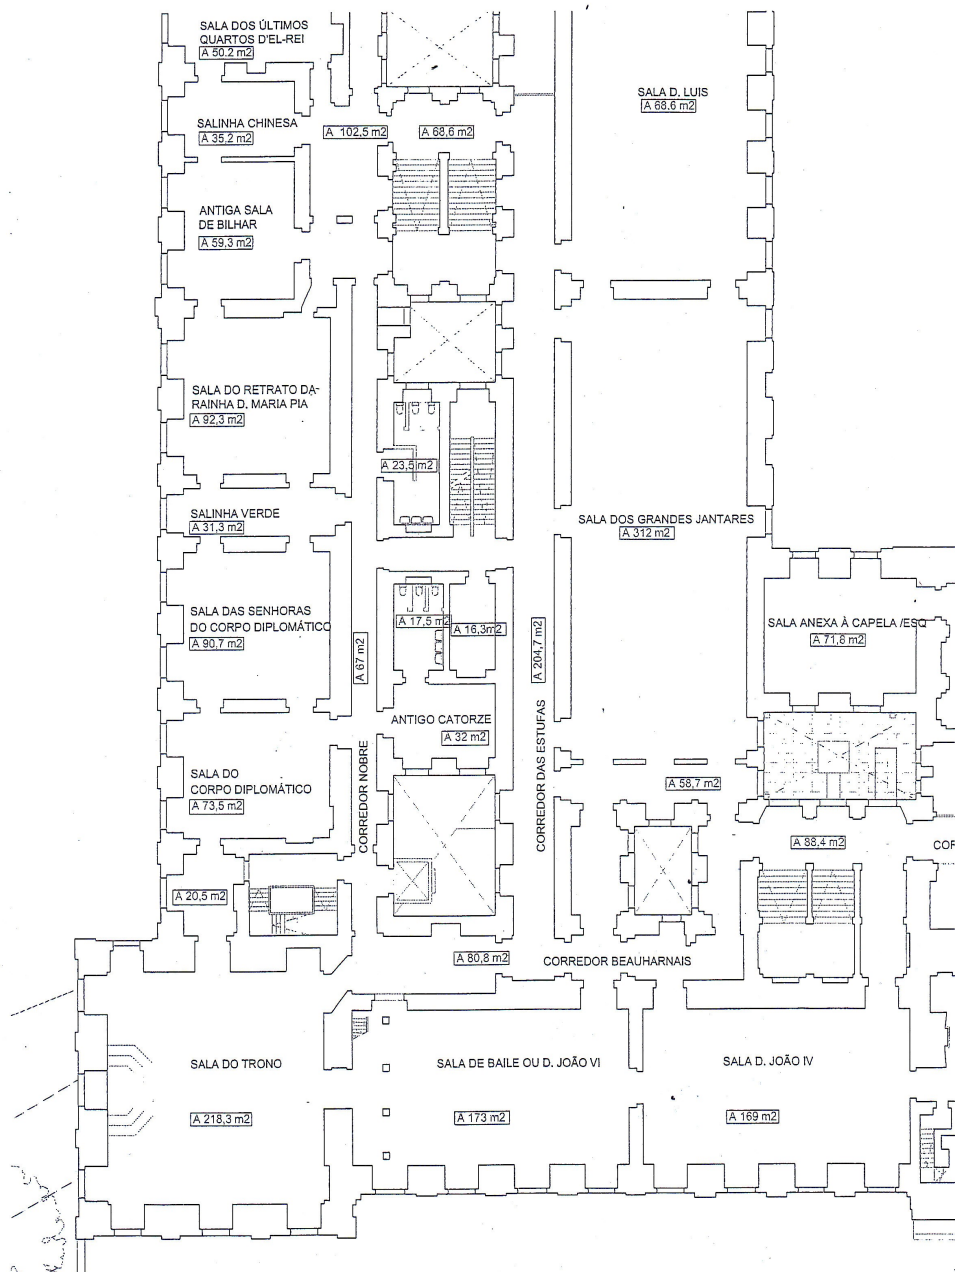 SALA DOS ÚLTIMOS
QUARTOS D'EL-REI
A 50.2 m2
SALINHA CHINESA
A 35,2 m2
A 102,5 m2
A 68,6 m2
SALA D. LUIS
A 68.6 m2
ANTIGA SALA
DE BILHAR
A 59,3 m2
SALA DO RETRATO DA-
RAINHA D. MARIA PIA
A 92,3 m2
A 23,5 m2
SALINHA VERDE
A 31,3 m2
SALA DOS GRANDES JANTARES
A 312 m2
SALA DAS SENHORAS
DO CORPO DIPLOMÁTICO
A 90,7 m2
A 67 m2
A 17,5 m2
A 16,3m2
A 204,7 m2
SALA ANEXA À CAPELA /ESQ
A 71,8 m2
ANTIGO CATORZE
A 32 m2
CORREDOR NOBRE
CORREDOR DAS ESTUFAS
SALA DO
CORPO DIPLOMÁTICO
A 73,5 m2
A 58,7 m2
A 88,4 m2
COF
A 20,5 m2
A 80,8 m2
CORREDOR BEAUHARNAIS
SALA DO TRONO
A 218,3 m2
SALA DE BAILE OU D. JOÃO VI
A 173 m2
SALA D. JOÃO IV
A 169 m2